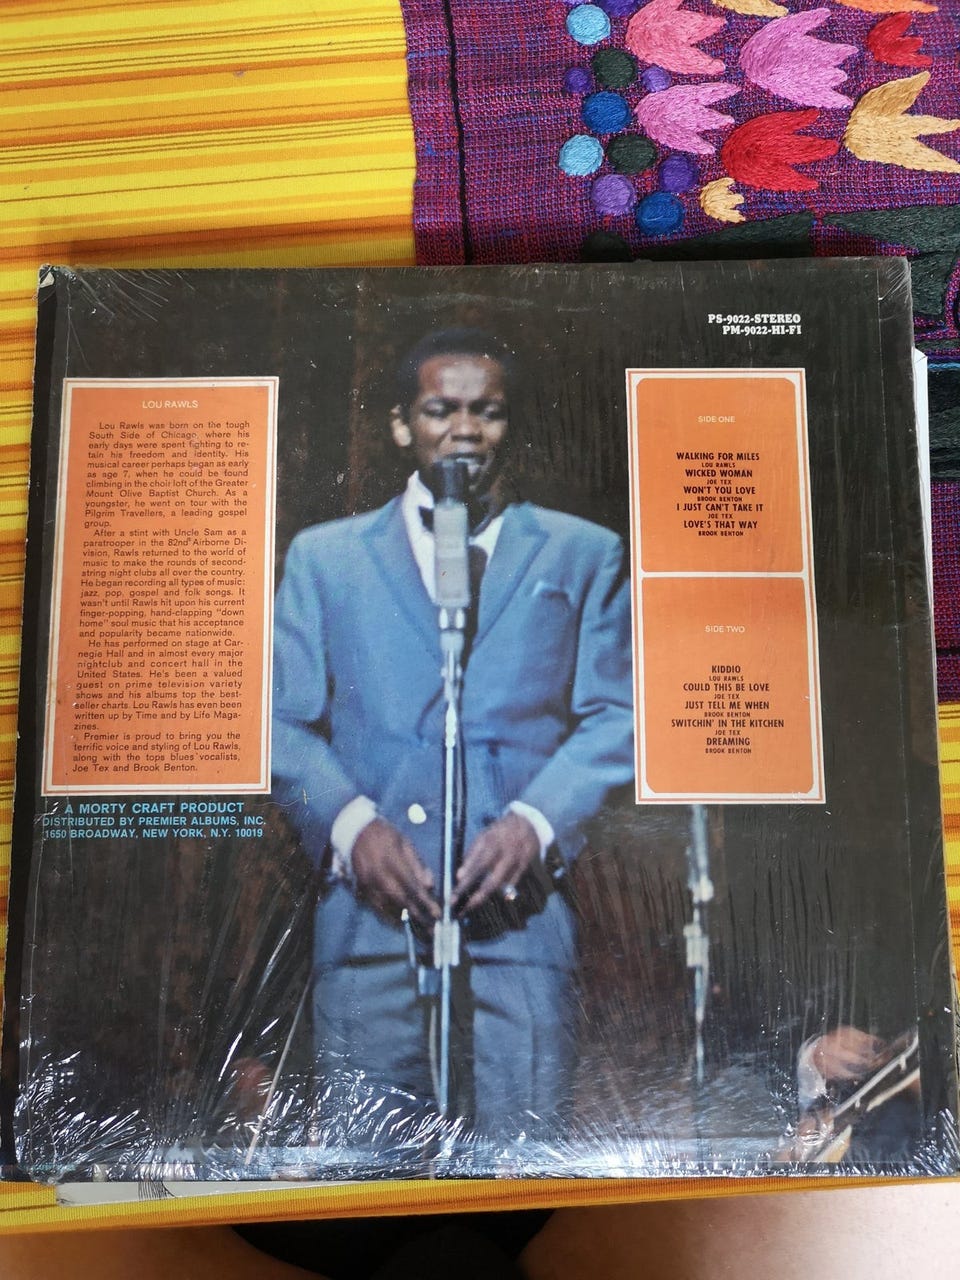 PS-9022-STEREO
PM-9022-HI-FI
LOU RAWLS
Lou Rawls was born on the tough
South Side of Chicago, where his
early days were spent fighting to re-
tain his freedom and identity. His
musical career perhaps began as early
as age 7, when he could be found
climbing in the choir loft of the Greater
Mount Olive Baptist Church. As a
youngster, he went on tour with the
Pilgrim Travellers, a leading gospel
group.
After a stint with Uncle Sam as a
paratrooper in the 82nd Airborne Di-
vision, Rawls returned to the world of
music to make the rounds of second-
string night clubs all over the country.
He began recording all types of music:
jazz, pop, gospel and folk songs. It
wasn't until Rawls hit upon his current
finger-popping, hand-clapping "down
home" soul music that his acceptance
and popularity became nationwide.
He has performed on stage at Car-
negie Hall and in almost every major
nightclub and concert hall in the
United States. He's been a valued
guest on prime television variety
shows and his albums top the best-
seller charts. Lou Rawls has even been
written up by Time and by Life Maga-
zines.
Premier is proud to bring you the
terrific voice and styling of Lou Rawls,
along with the tops blues vocalists,
Joe Tex and Brook Benton.
A MORTY CRAFT PRODUCT
DISTRIBUTED BY PREMIER ALBUMS, INC.
1650 BROADWAY, NEW YORK, N.Y. 10019
SIDE ONE
WALKING FOR MILES
LOU RAWLS
WICKED WOMAN
JOE TEX
WON'T YOU LOVE
BROOK BENTON
I JUST CAN'T TAKE IT
JOE TEX
LOVE'S THAT WAY
BROOK BENTON
SIDE TWO
KIDDIO
LOU RAWLS
COULD THIS BE LOVE
JOE TEX
JUST TELL ME WHEN
BROOK BENTON
SWITCHIN' IN THE KITCHEN
JOE TEX
DREAMING
BROOK BENTON